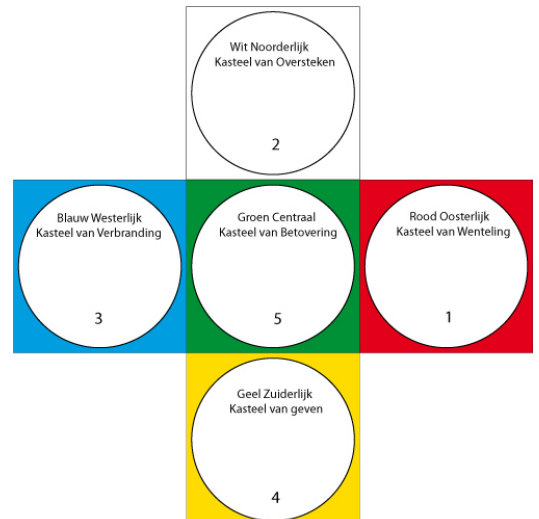 Wit Noorderlijk
Kasteel van Oversteken
2
Blauw Westerlijk
Kasteel van Verbranding
3
Groen Centraal
Kasteel van Betovering
5
Rood Oosterlijk
Kasteel van Wenteling
1
Geel Zuiderlijk
Kasteel van geven
4